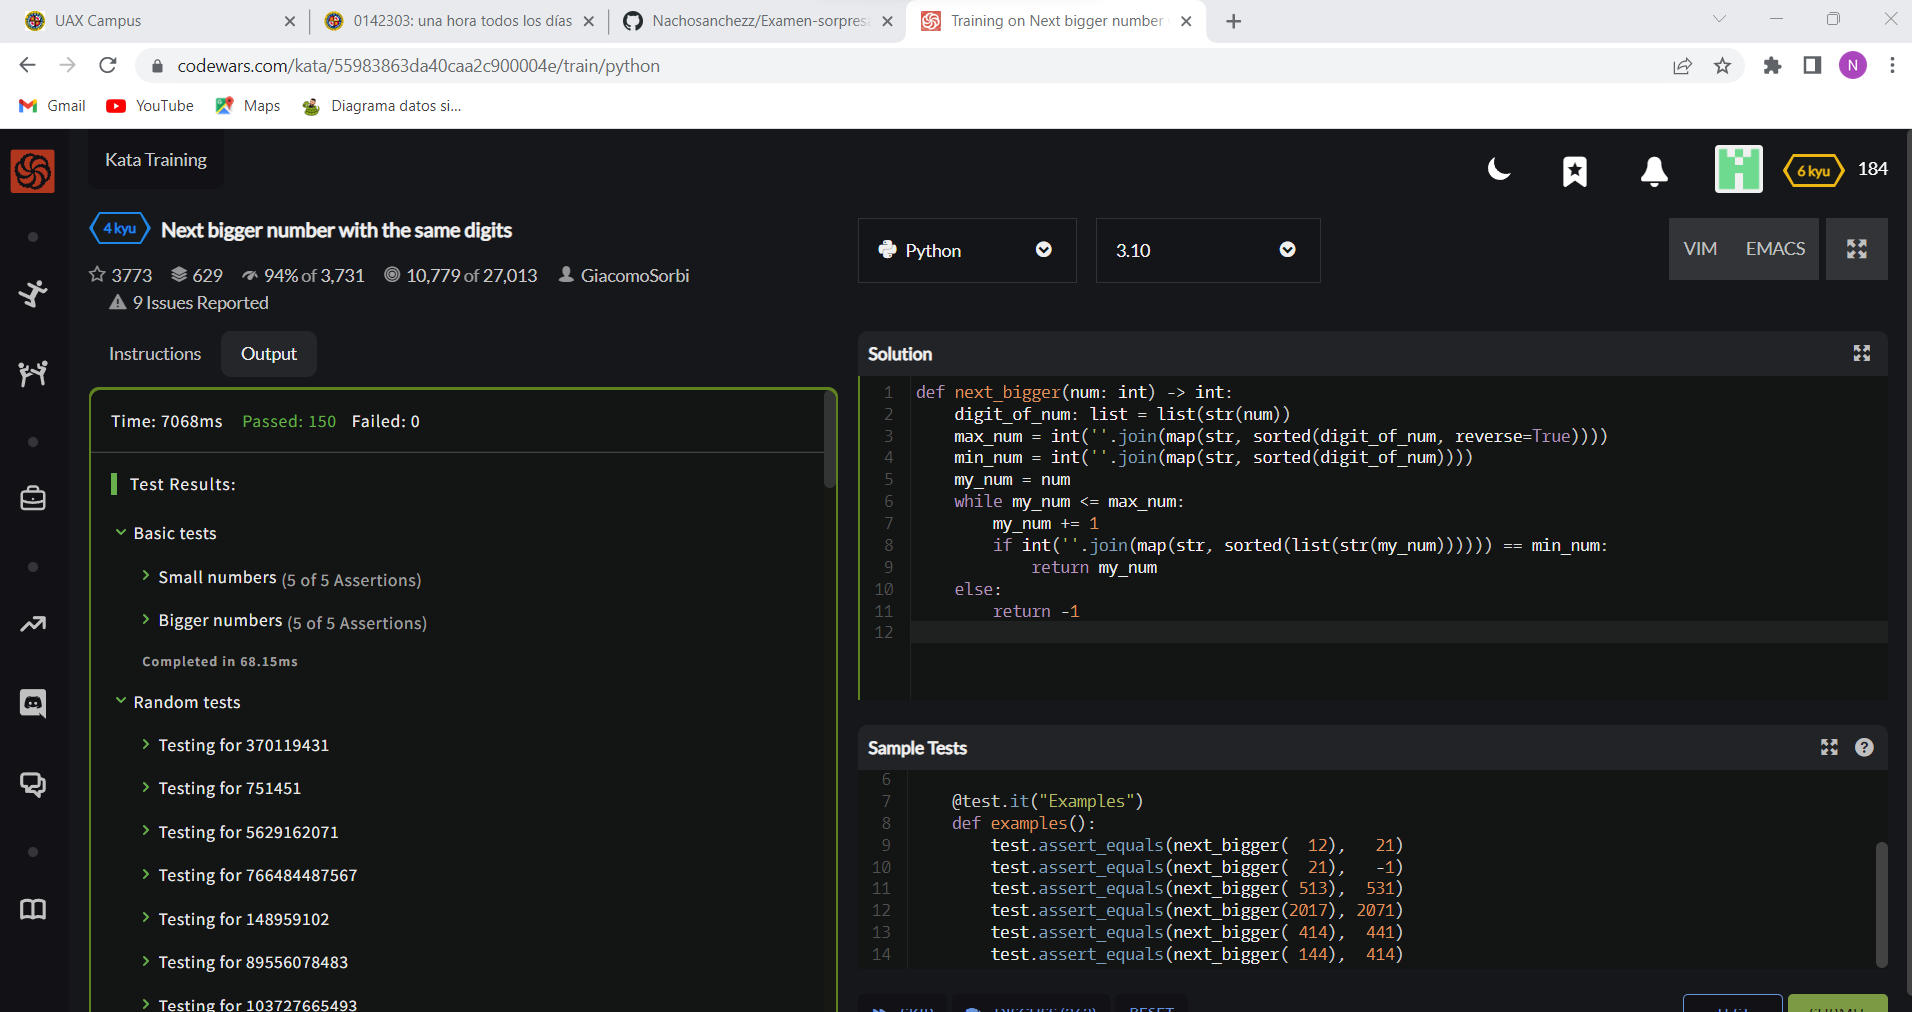 UAX Campus
0142303: una hora todos los días
Nachosanchezz/Examen-sorpres
Training on Next bigger number
codewars.com/kata/55983863da40caa2c900004e/train/python
N
Gmail
YouTube
Maps
Diagrama datos si...
Kata Training
6 kyu
184
4 kyu
Next bigger number with the same digits
3773
629
94% of 3,731
10,779 of 27,013
GiacomoSorbi
9 Issues Reported
Python
3.10
VIM
EMACS
Instructions
Output
Time: 7068ms Passed: 150 Failed: 0
Test Results:
Basic tests
Small numbers (5 of 5 Assertions)
Bigger numbers (5 of 5 Assertions)
Completed in 68.15ms
Random tests
Testing for 370119431
Testing for 751451
Testing for 5629162071
Testing for 766484487567
Testing for 148959102
Testing for 89556078483
Testing for 103727665493
Solution
1 def next_bigger(num: int) -> int:
2     digit_of_num: list = list(str(num))
3     max_num = int(''.join(map(str, sorted(digit_of_num, reverse=True))))
4     min_num = int(''.join(map(str, sorted(digit_of_num))))
5     my_num = num
6     while my_num <= max_num:
7         my_num += 1
8         if int(''.join(map(str, sorted(list(str(my_num)))))) == min_num:
9             return my_num
10     else:
11         return -1
12
Sample Tests
6
7     @test.it("Examples")
8     def examples():
9         test.assert_equals(next_bigger(  12),   21)
10         test.assert_equals(next_bigger(  21),   -1)
11         test.assert_equals(next_bigger( 513),  531)
12         test.assert_equals(next_bigger(2017), 2071)
13         test.assert_equals(next_bigger( 414),  441)
14         test.assert_equals(next_bigger( 144),  414)
RESET